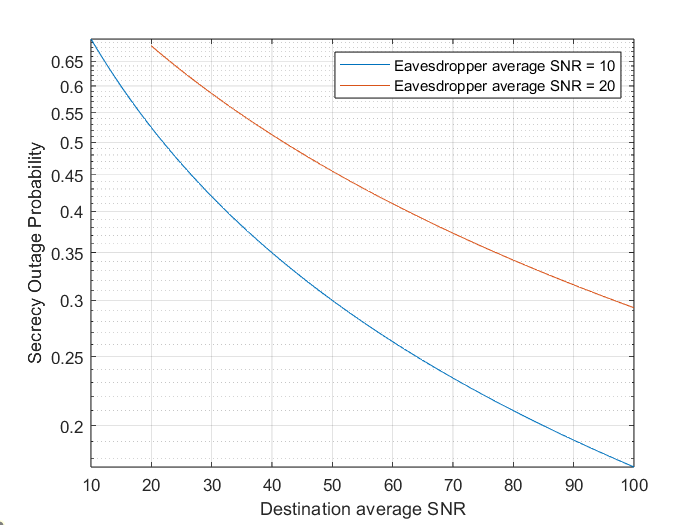 Eavesdropper average SNR = 10
Eavesdropper average SNR = 20
Secrecy Outage Probability
0.65
0.6
0.55
0.5
0.45
0.4
0.35
0.3
0.25
0.2
10 20 30 40 50 60 70 80 90 100
Destination average SNR